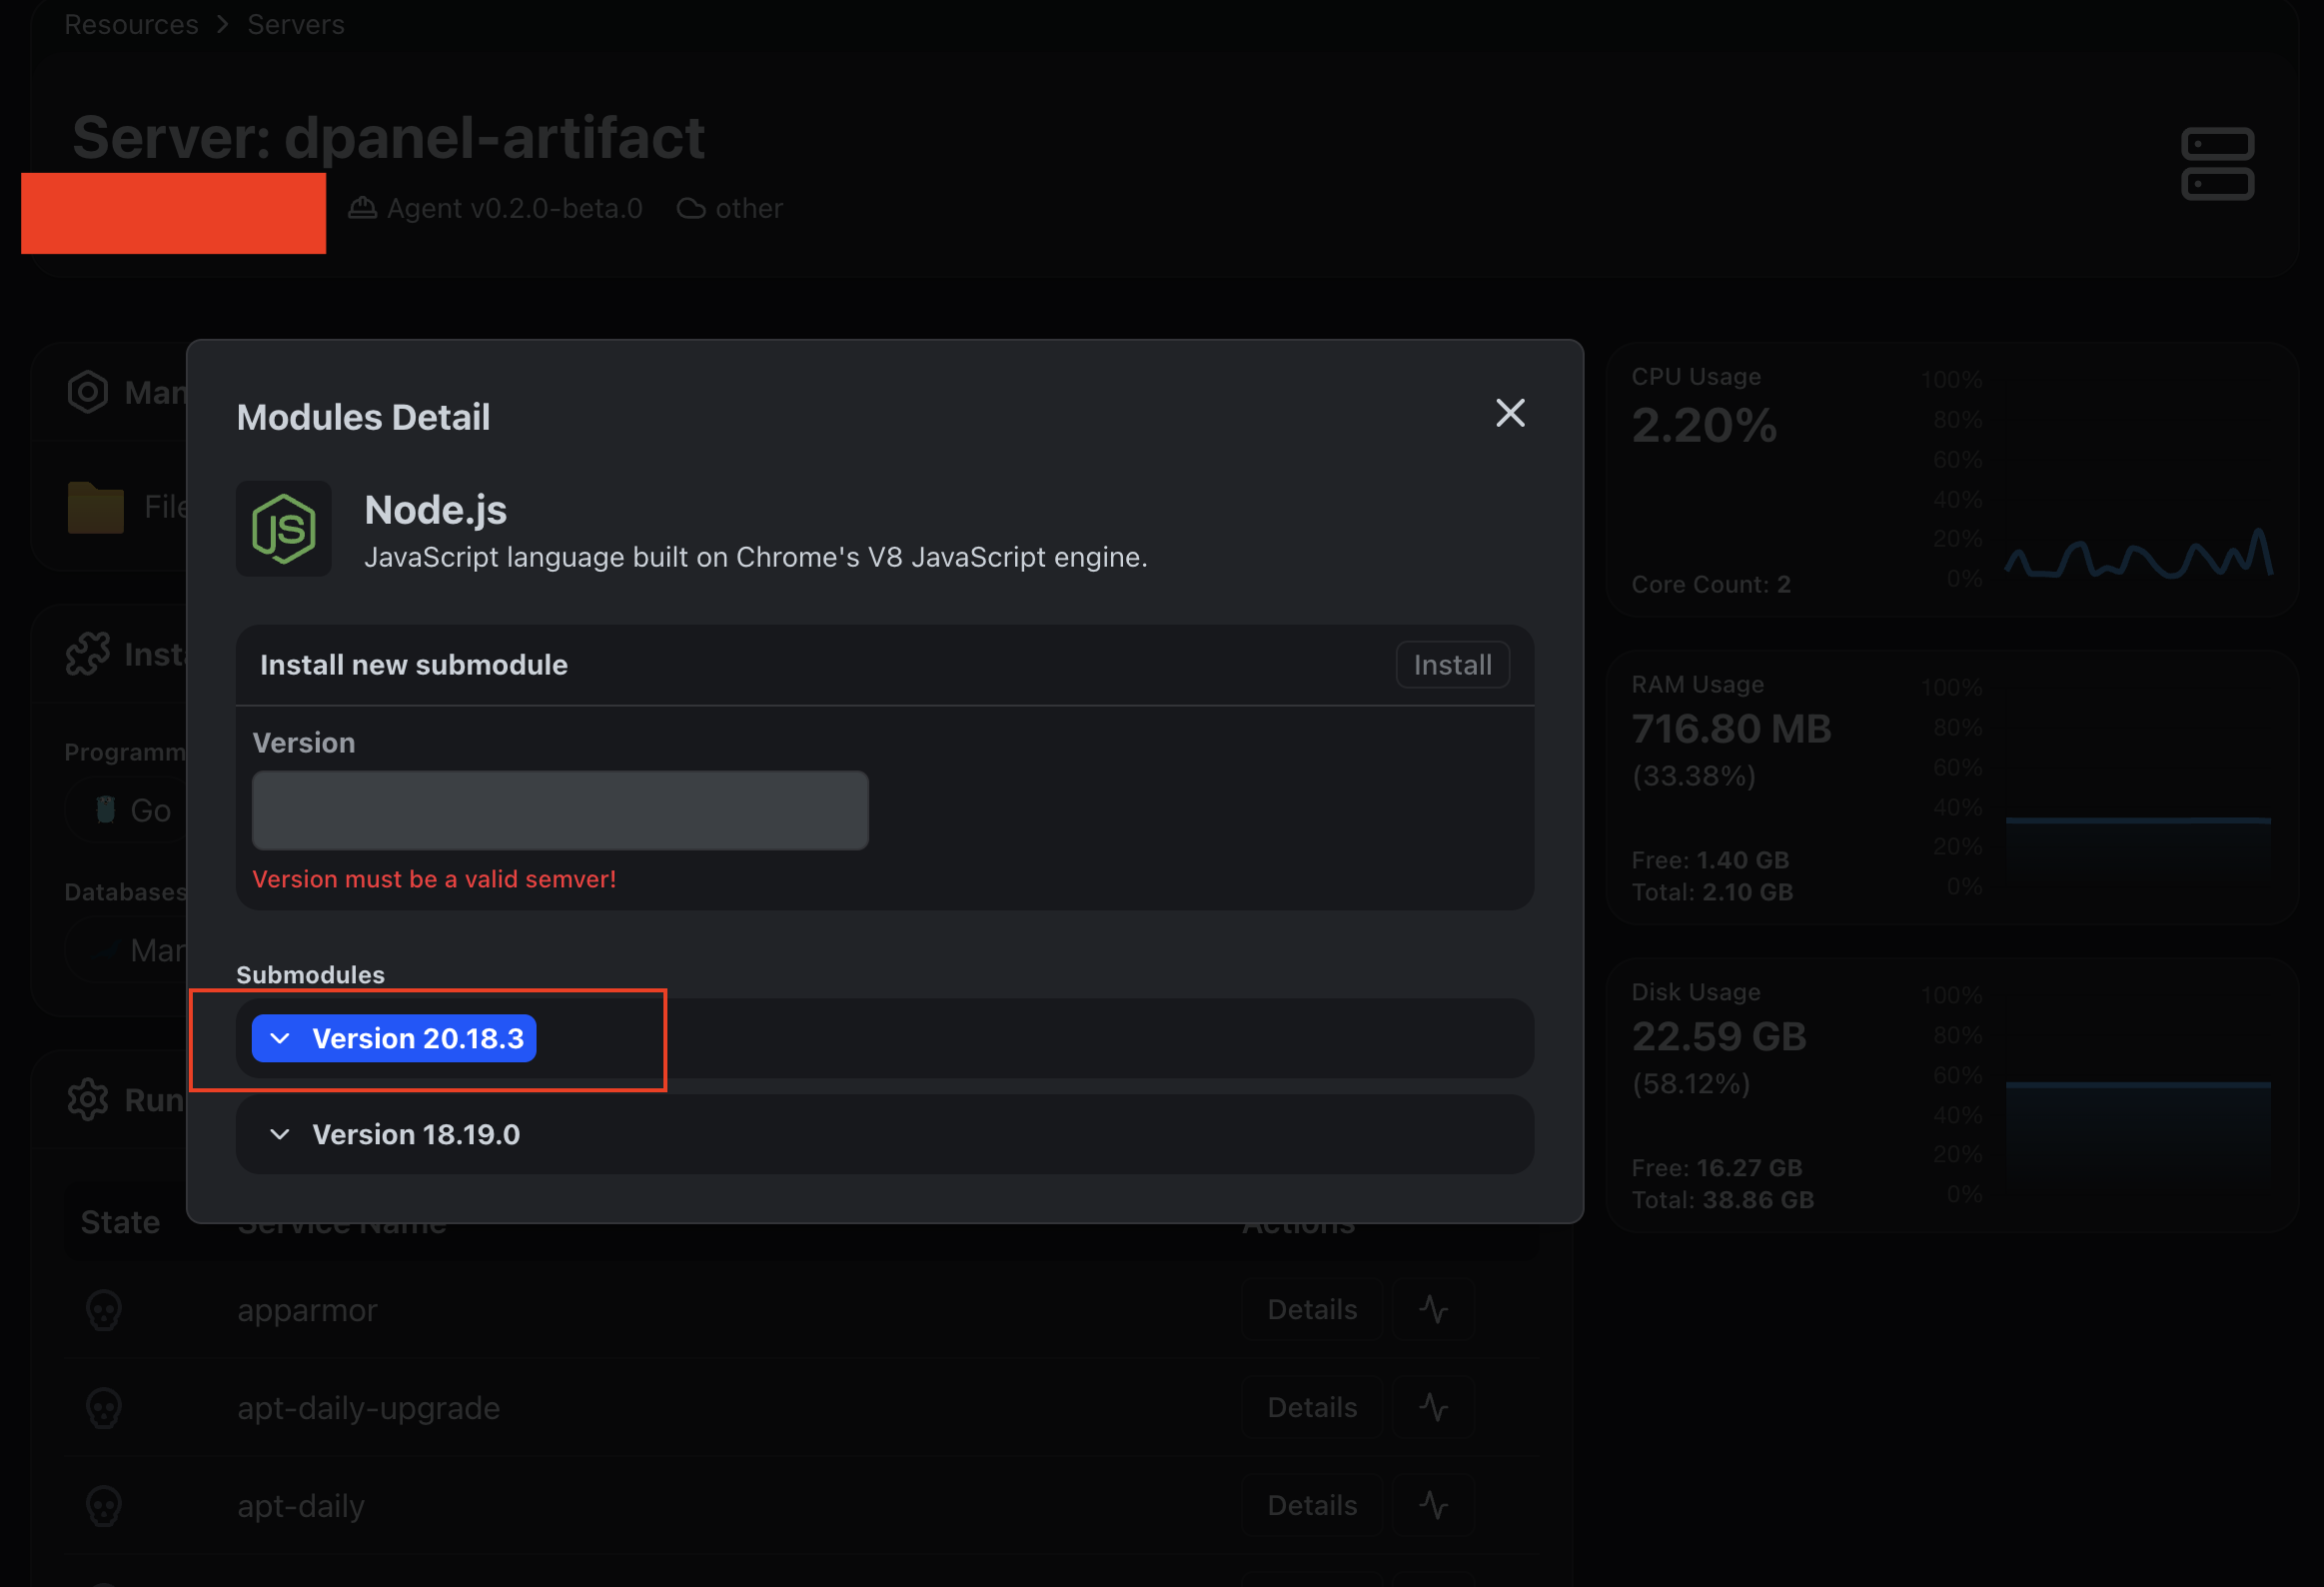 Resources > Servers
Server: dpanel-artifact
Agent v0.2.0-beta.0 other
Modules Detail
Node.js
JavaScript language built on Chrome's V8 JavaScript engine.
Install new submodule Install
Version
Version must be a valid semver!
Submodules
Version 20.18.3
Version 18.19.0
Man
File
Inst
Programm
Go
Databases
Mar
Run
State Service Name Actions
apparmor Details
apt-daily-upgrade Details
apt-daily Details
CPU Usage
2.20%
Core Count: 2
100%
80%
60%
40%
20%
0%
RAM Usage
716.80 MB
(33.38%)
Free: 1.40 GB
Total: 2.10 GB
100%
80%
60%
40%
20%
0%
Disk Usage
22.59 GB
(58.12%)
Free: 16.27 GB
Total: 38.86 GB
100%
80%
60%
40%
20%
0%